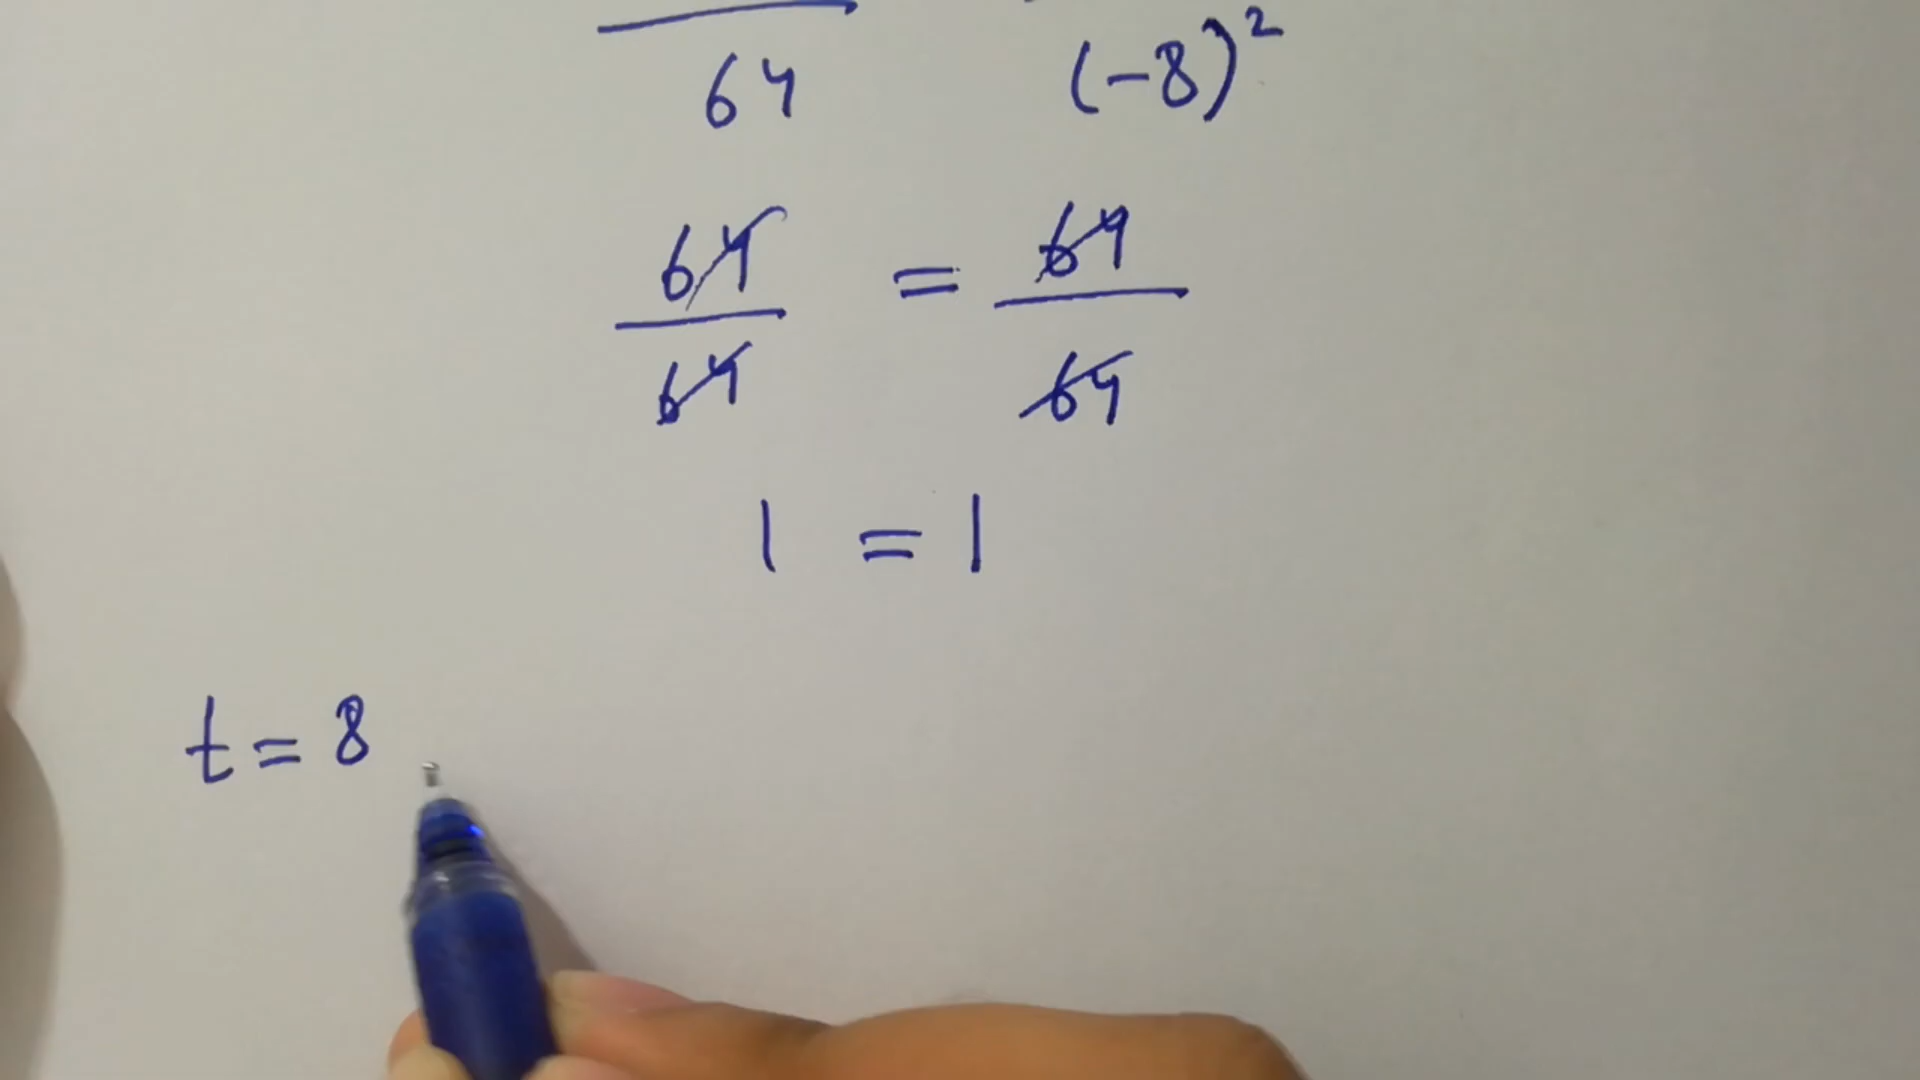 64 (-8)²
64/64 = 64/64
1 = 1
t = 8